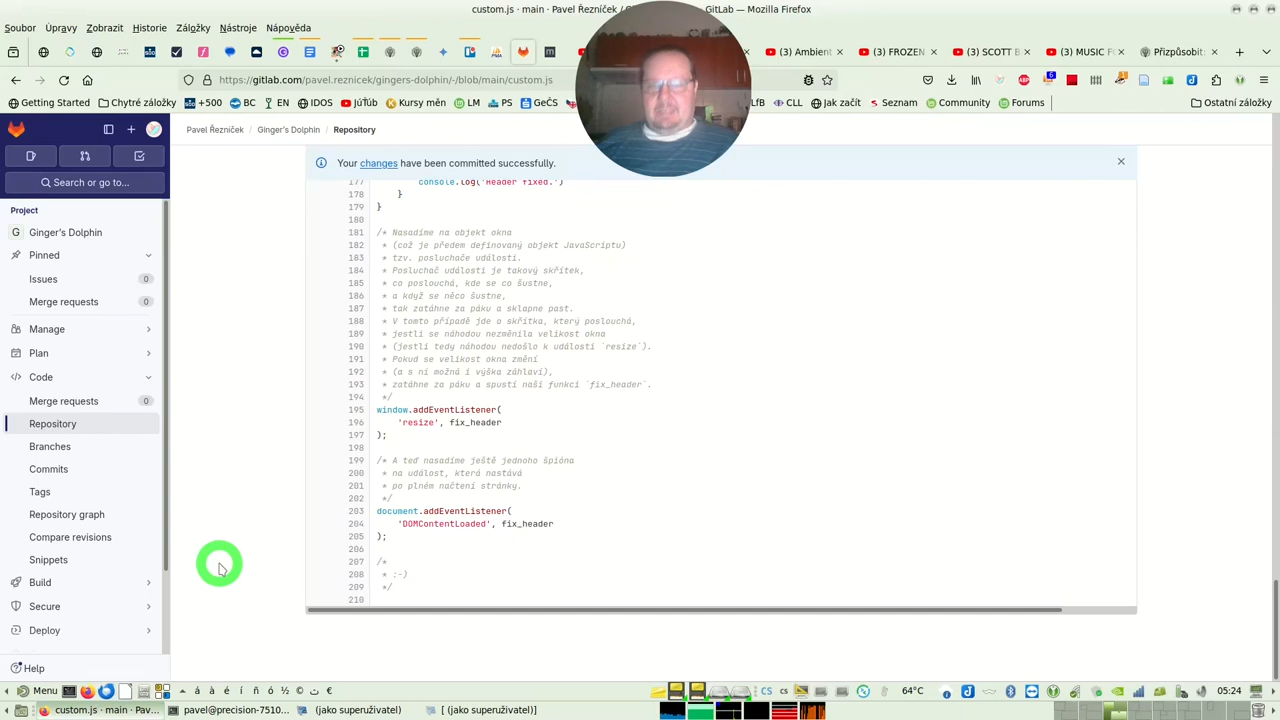 custom.js · main · Pavel Řezníček / G GitLab — Mozilla Firefox
Soubor Úpravy Zobrazit Historie Záložky Nástroje Nápověda
(3) Ambient (3) FROZEN (3) SCOTT B (3) MUSIC F Přizpůsobit:
https://gitlab.com/pavel.reznicek/gingers-dolphin/-/blob/main/custom.js
Getting Started Chytré záložky +500 BC EN IDOS JúŤŮb Kursy měn LM PS GeČS LfB CLL Jak začít Seznam Community Forums Ostatní záložky
Pavel Řezníček / Ginger's Dolphin / Repository
Your changes have been committed successfully.
Search or go to...
Project
G Ginger's Dolphin
Pinned
Issues 0
Merge requests 0
Manage
Plan
Code
Merge requests 0
Repository
Branches
Commits
Tags
Repository graph
Compare revisions
Snippets
Build
Secure
Deploy
Help
177 console.log('Header fixed.')
178 }
179 }
180
181 /* Nasadíme na objekt okna
182 * (což je předem definovaný objekt JavaScriptu)
183 * tzv. posluchače události.
184 * Posluchač události je takový skřítek,
185 * co poslouchá, kde se co šustne,
186 * a když se něco šustne,
187 * tak zatáhne za páku a sklapne past.
188 * V tomto případě jde o skřítka, který poslouchá,
189 * jestli se náhodou nezměnila velikost okna
190 * (jestli tedy náhodou nedošlo k události `resize`).
191 * Pokud se velikost okna změní
192 * (a s ní možná i výška záhlaví),
193 * zatáhne za páku a spustí naši funkci `fix_header`.
194 */
195 window.addEventListener(
196 'resize', fix_header
197 );
198
199 /* A teď nasadíme ještě jednoho špióna
200 * na událost, která nastává
201 * po plném načtení stránky.
202 */
203 document.addEventListener(
204 'DOMContentLoaded', fix_header
205 );
206
207 /*
208 * :-)
209 */
210
Menu á à ë í ñ ó ½ © ₪ € CS cs 64°C 05:24
custom.js · main · Pav... pavel@precision-7510... (jako superuživatel) [ (jako superuživatel)]